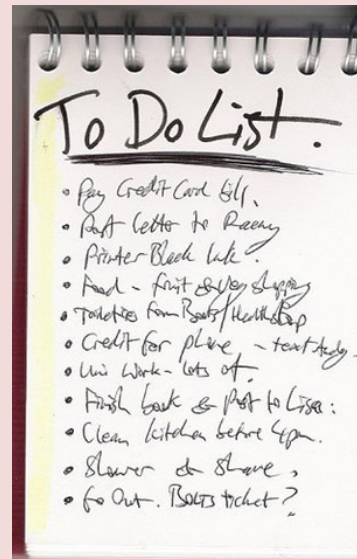 To Do List.
• Pay Credit Card bill.
• Post letter to
• Printer Black Ink.
• Food - fruit & veg shopping
• Toiletries from Boots/Health Shop
• Credit for phone - text Andy.
• Uni Work - lots of.
• Finish book & Post to Lisa:
• Clean kitchen before 4pm.
• Shower & Shave,
• Go Out. ticket?